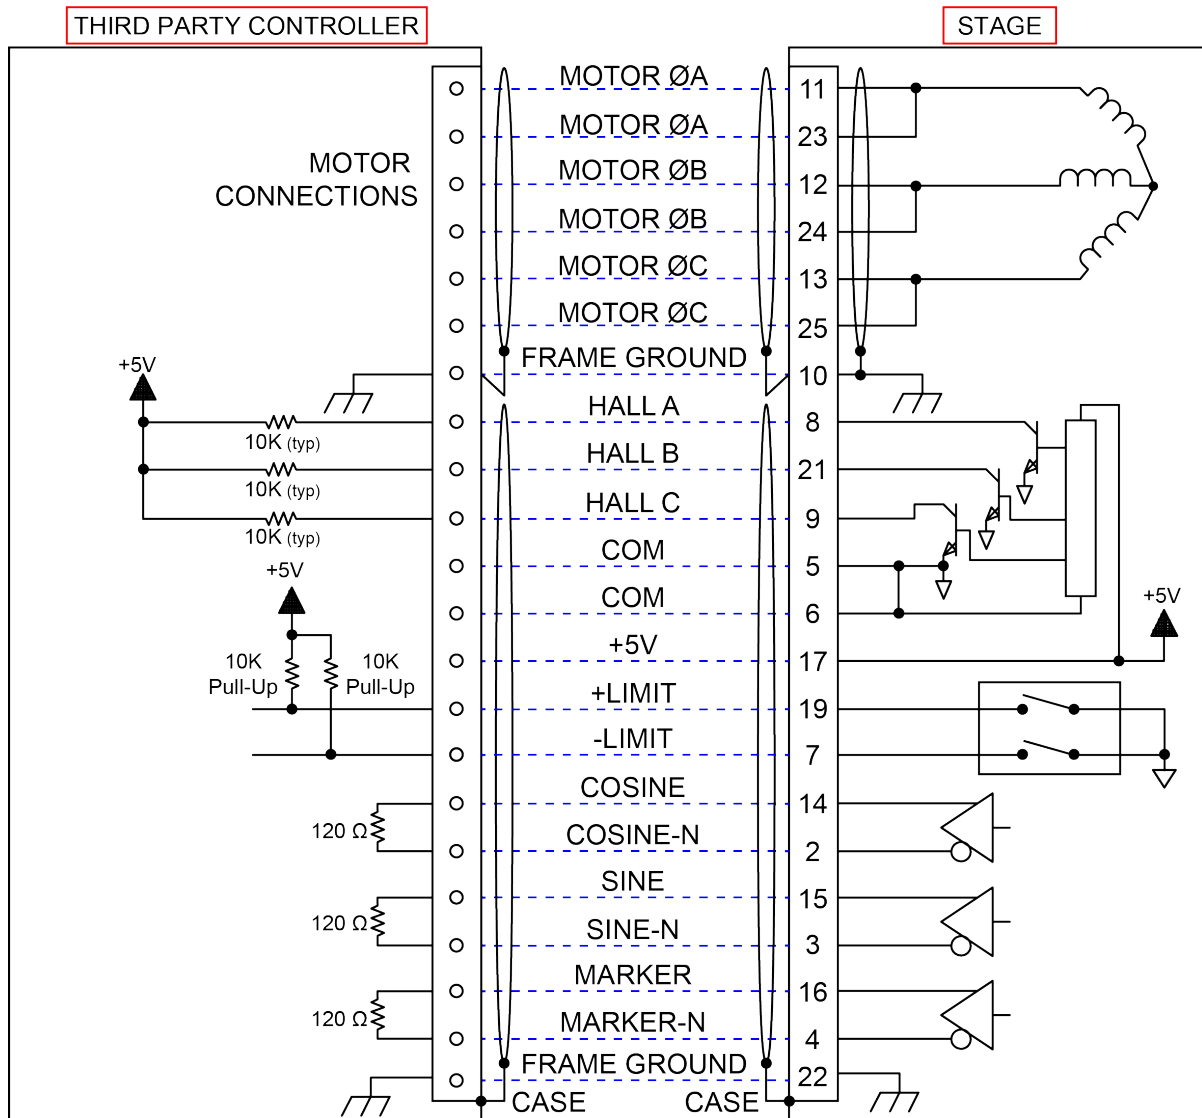 THIRD PARTY CONTROLLER
STAGE
MOTOR ØA
11
MOTOR ØA
23
MOTOR
CONNECTIONS
MOTOR ØB
12
MOTOR ØB
24
MOTOR ØC
13
MOTOR ØC
25
FRAME GROUND
10
+5V
HALL A
8
10K (typ)
HALL B
21
10K (typ)
HALL C
9
10K (typ)
COM
5
+5V
COM
6
+5V
+5V
17
10K
Pull-Up
10K
Pull-Up
+LIMIT
19
-LIMIT
7
COSINE
14
120 Ω
COSINE-N
2
SINE
15
120 Ω
SINE-N
3
MARKER
16
120 Ω
MARKER-N
4
FRAME GROUND
22
CASE
CASE